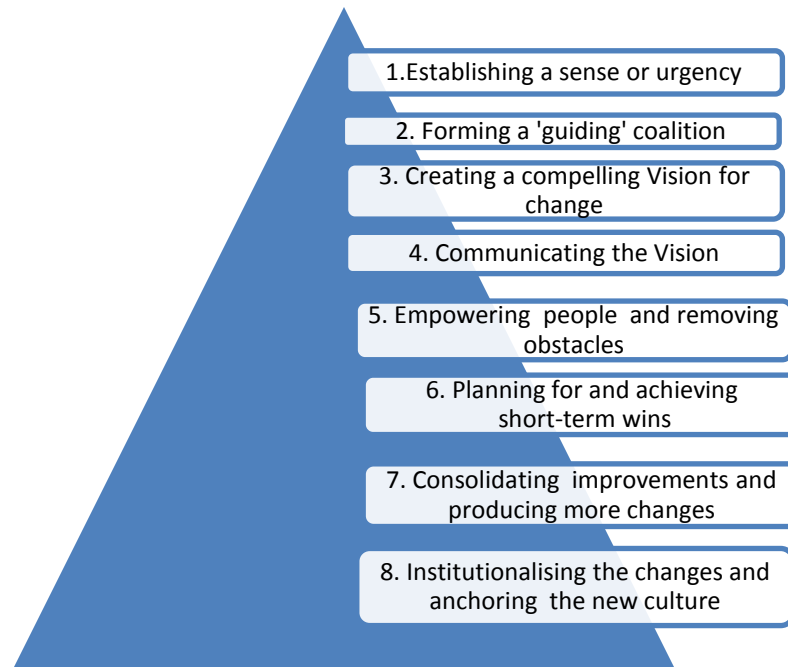 1.Establishing a sense or urgency
2. Forming a 'guiding' coalition
3. Creating a compelling Vision for
change
4. Communicating the Vision
5. Empowering people and removing
obstacles
6. Planning for and achieving
short-term wins
7. Consolidating improvements and
producing more changes
8. Institutionalising the changes and
anchoring the new culture